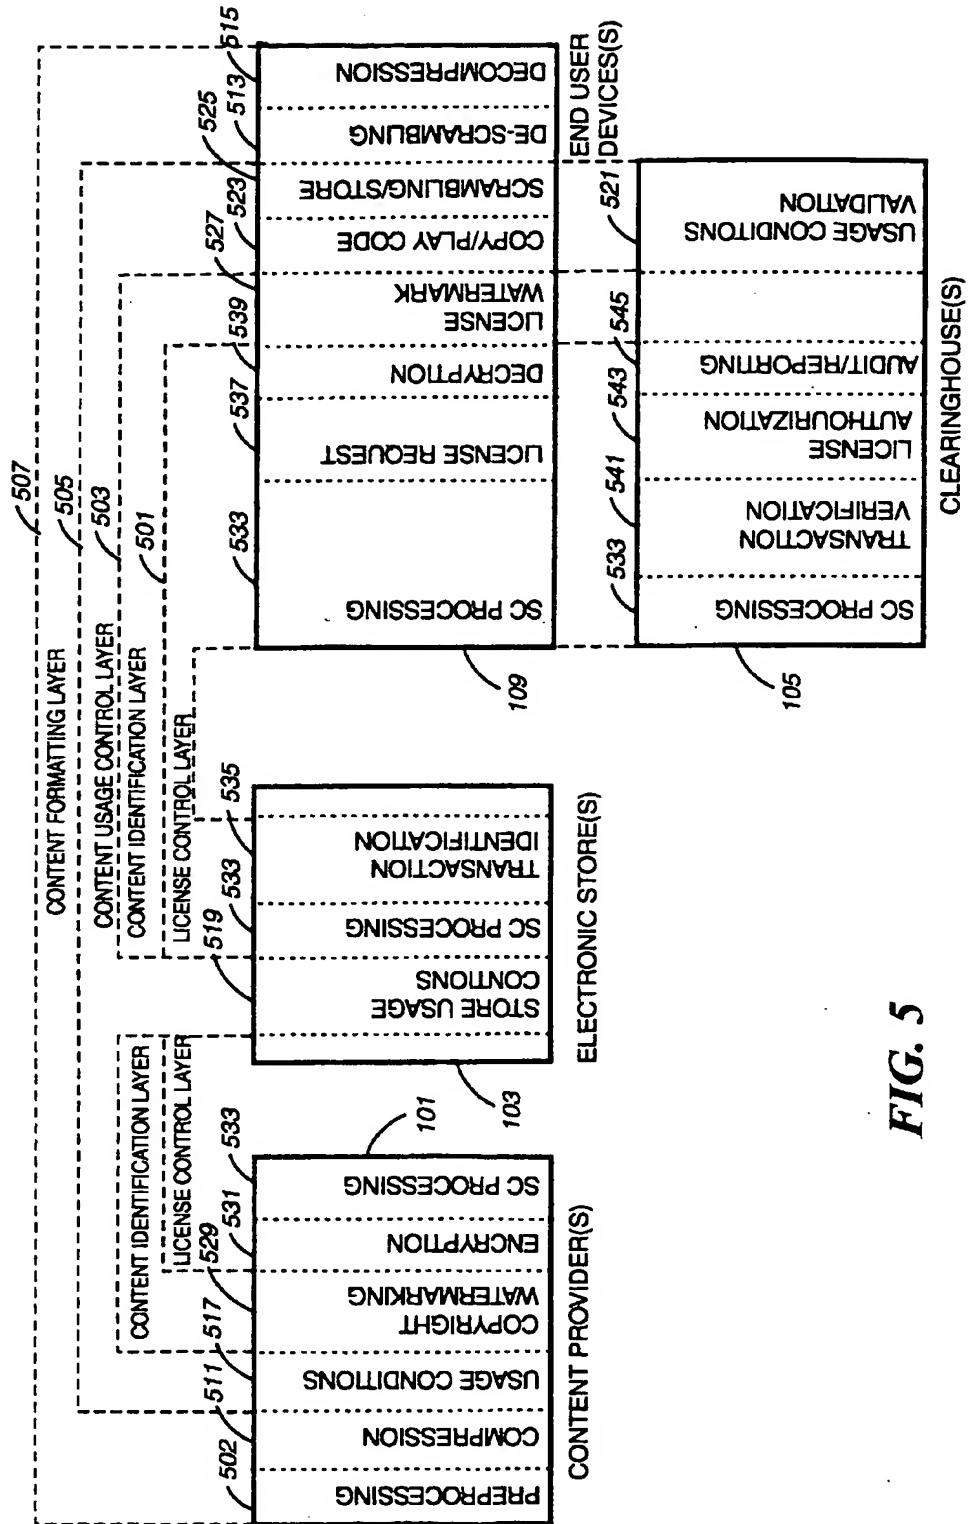 507
CONTENT FORMATTING LAYER
505
CONTENT USAGE CONTROL LAYER
503
CONTENT IDENTIFICATION LAYER
501
LICENSE CONTROL LAYER
CONTENT IDENTIFICATION LAYER
LICENSE CONTROL LAYER
502
511
517
529
531
533
101
PREPROCESSING
COMPRESSION
USAGE CONDITIONS
COPYRIGHT
WATERMARKING
ENCRYPTION
SC PROCESSING
CONTENT PROVIDER(S)
519
533
535
103
STORE USAGE
CONTIONS
SC PROCESSING
TRANSACTION
IDENTIFICATION
ELECTRONIC STORE(S)
533
537
539
527
523
525
513
515
109
SC PROCESSING
LICENSE REQUEST
DECRYPTION
LICENSE
WATERMARK
COPY/PLAY CODE
SCRAMBLING/STORE
DE-SCRAMBLING
DECOMPRESSION
END USER
DEVICES(S)
533
541
543
545
521
105
SC PROCESSING
TRANSACTION
VERIFICATION
LICENSE
AUTHOURIZATION
AUDIT/REPORTING
USAGE CONDITONS
VALIDATION
CLEARINGHOUSE(S)
FIG. 5